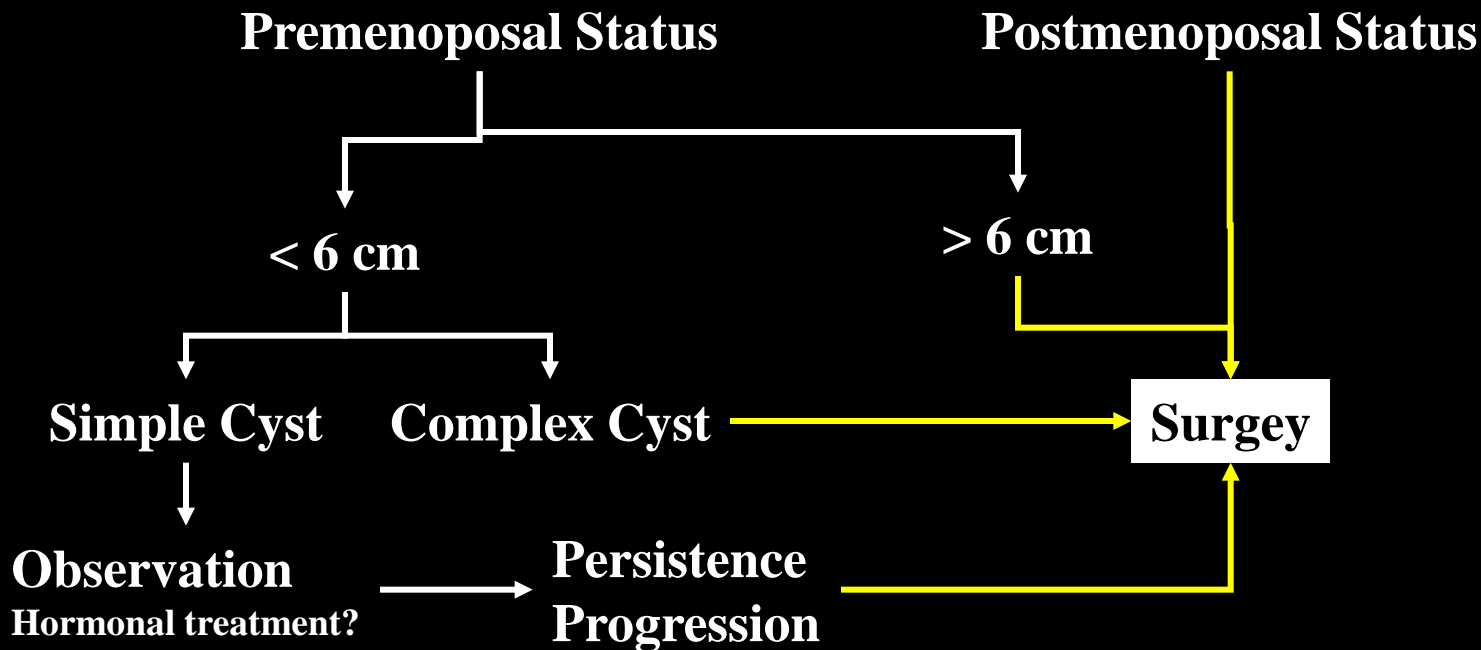 Premenoposal Status
Postmenoposal Status
< 6 cm
> 6 cm
Simple Cyst
Complex Cyst
Surgey
Observation
Hormonal treatment?
Persistence
Progression